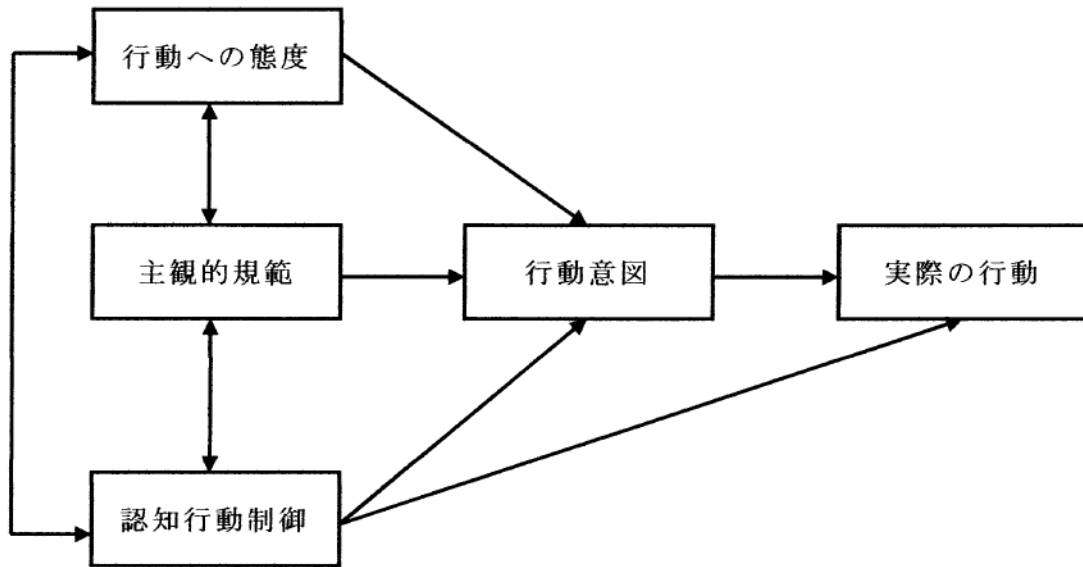 行動への態度
主観的規範
行動意図
実際の行動
認知行動制御